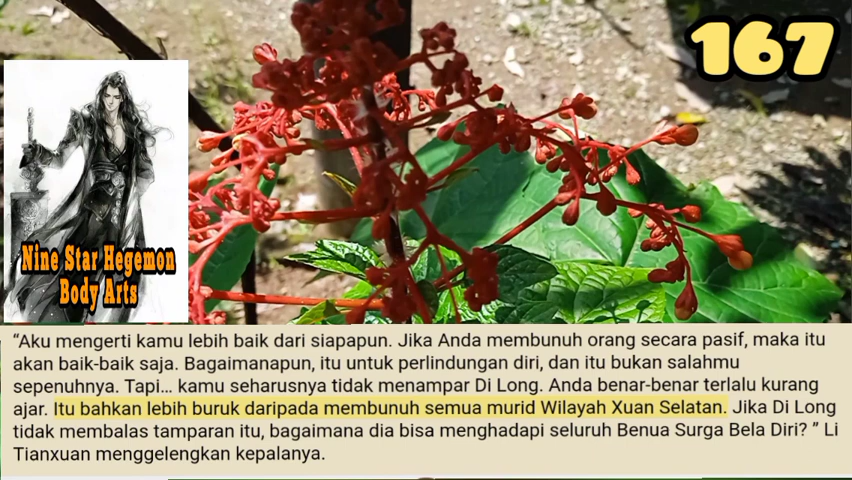 167
Nine Star Hegemon
Body Arts
“Aku mengerti kamu lebih baik dari siapapun. Jika Anda membunuh orang secara pasif, maka itu
akan baik-baik saja. Bagaimanapun, itu untuk perlindungan diri, dan itu bukan salahmu
sepenuhnya. Tapi… kamu seharusnya tidak menampar Di Long. Anda benar-benar terlalu kurang
ajar. Itu bahkan lebih buruk daripada membunuh semua murid Wilayah Xuan Selatan. Jika Di Long
tidak membalas tamparan itu, bagaimana dia bisa menghadapi seluruh Benua Surga Bela Diri? ” Li
Tianxuan menggelengkan kepalanya.